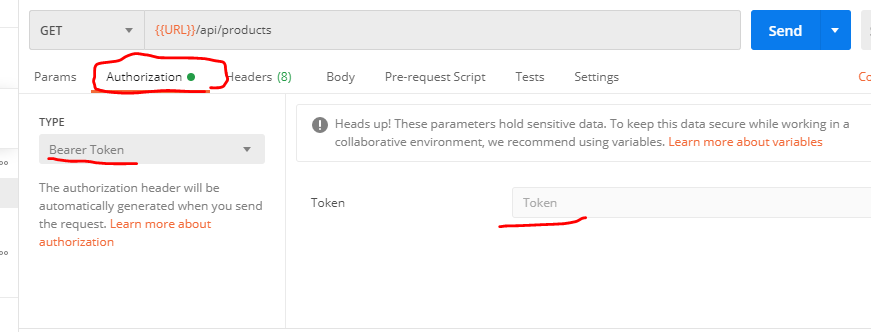 GET {{URL}}/api/products Send
Params Authorization Headers (8) Body Pre-request Script Tests Settings Co
TYPE
Bearer Token
The authorization header will be
automatically generated when you send
the request. Learn more about
authorization
Heads up! These parameters hold sensitive data. To keep this data secure while working in a
collaborative environment, we recommend using variables. Learn more about variables
Token Token